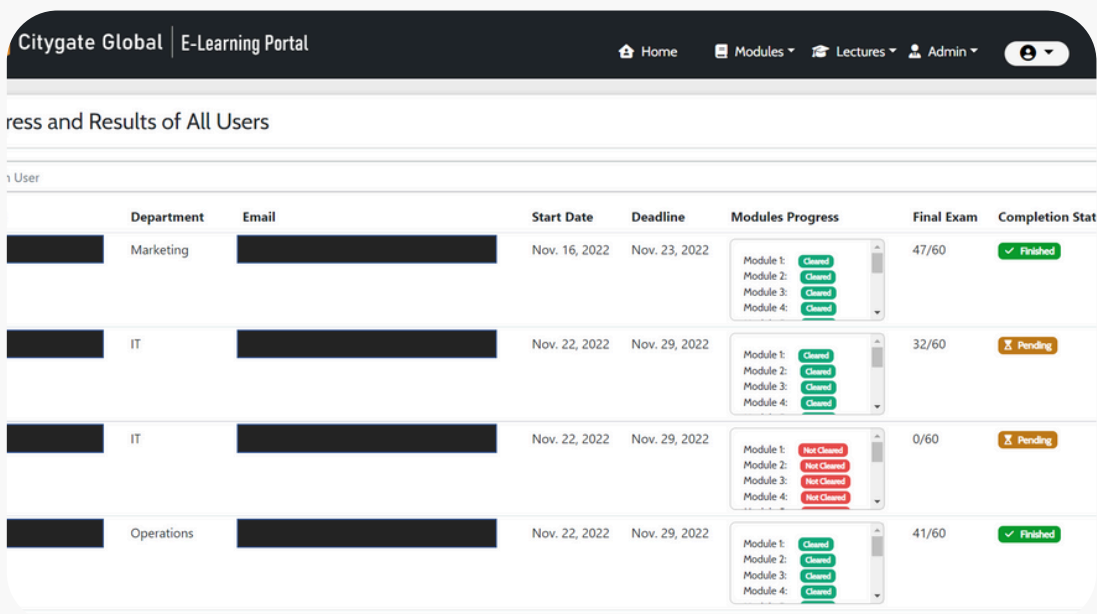 Citygate Global | E-Learning Portal
Home Modules Lectures Admin
ress and Results of All Users
User
Department Email Start Date Deadline Modules Progress Final Exam Completion Stat
Marketing Nov. 16, 2022 Nov. 23, 2022 47/60 Finished
Module 1: Cleared
Module 2: Cleared
Module 3: Cleared
Module 4: Cleared
IT Nov. 22, 2022 Nov. 29, 2022 32/60 Pending
Module 1: Cleared
Module 2: Cleared
Module 3: Cleared
Module 4: Cleared
IT Nov. 22, 2022 Nov. 29, 2022 0/60 Pending
Module 1: Not Cleared
Module 2: Not Cleared
Module 3: Not Cleared
Module 4: Not Cleared
Operations Nov. 22, 2022 Nov. 29, 2022 41/60 Finished
Module 1: Cleared
Module 2: Cleared
Module 3: Cleared
Module 4: Cleared